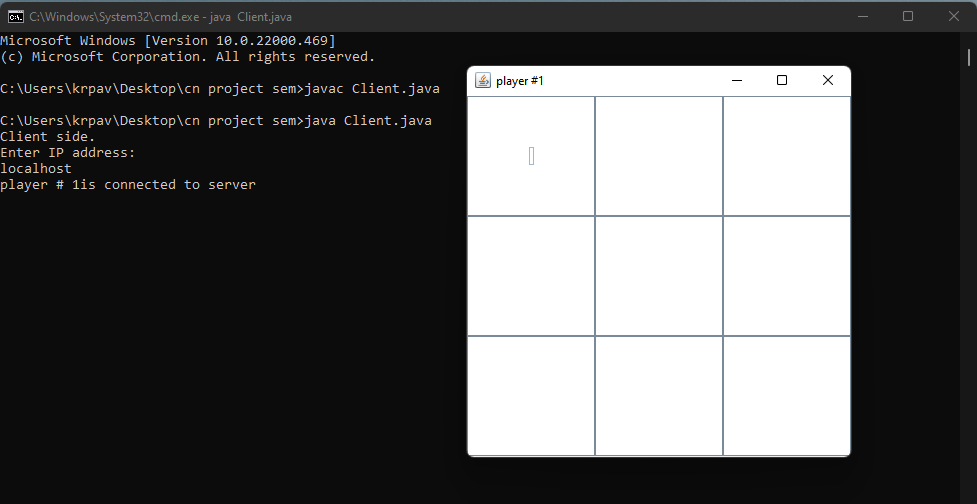 C:\Windows\System32\cmd.exe - java  Client.java
Microsoft Windows [Version 10.0.22000.469]
(c) Microsoft Corporation. All rights reserved.
C:\Users\krpav\Desktop\cn project sem>javac Client.java
C:\Users\krpav\Desktop\cn project sem>java Client.java
Client side.
Enter IP address:
localhost
player # 1is connected to server
player #1